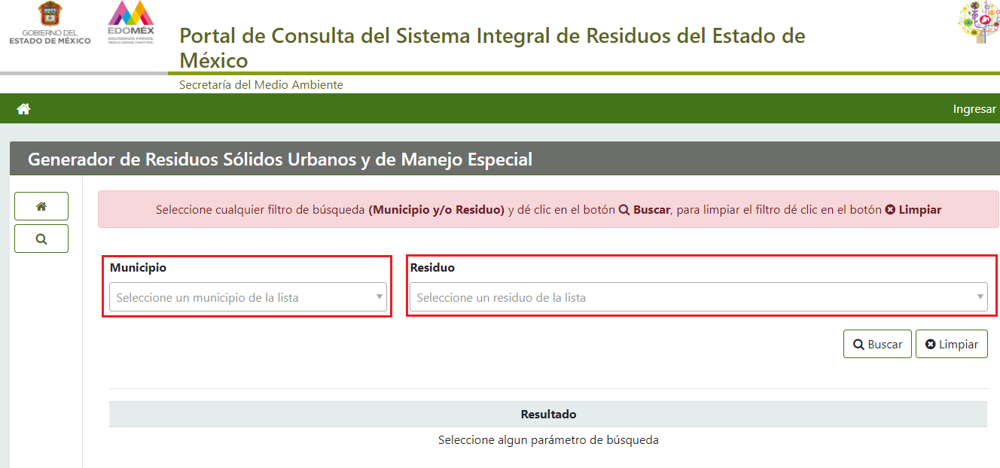 GOBIERNO DEL
ESTADO DE MÉXICO
EDOMÉX
DECISIONES FIRMES,
RESULTADOS FUERTES.
Portal de Consulta del Sistema Integral de Residuos del Estado de
México
Secretaría del Medio Ambiente
Ingresar
Generador de Residuos Sólidos Urbanos y de Manejo Especial
Seleccione cualquier filtro de búsqueda (Municipio y/o Residuo) y dé clic en el botón Buscar, para limpiar el filtro dé clic en el botón Limpiar
Municipio
Seleccione un municipio de la lista
Residuo
Seleccione un residuo de la lista
Buscar
Limpiar
Resultado
Seleccione algun parámetro de búsqueda